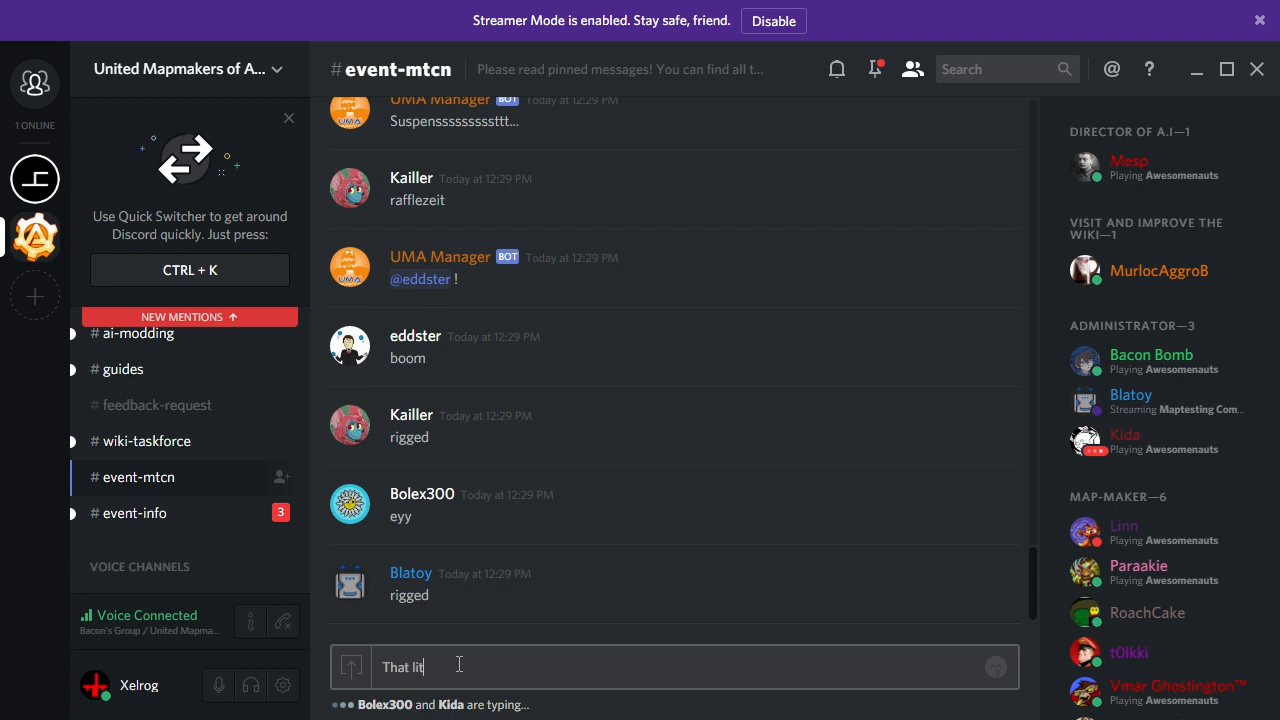 Streamer Mode is enabled. Stay safe, friend. Disable
United Mapmakers of A...
1 ONLINE
Use Quick Switcher to get around
Discord quickly. Just press:
CTRL + K
NEW MENTIONS ↑
# ai-modding
# guides
# feedback-request
# wiki-taskforce
# event-mtcn
# event-info 3
VOICE CHANNELS
Voice Connected
Bacon's Group / United Mapma...
Xelrog
#event-mtcn Please read pinned messages! You can find all t... Search
UMA Manager BOT Today at 12:29 PM
Suspensssssssssttt...
Kailler Today at 12:29 PM
rafflezeit
UMA Manager BOT Today at 12:29 PM
@eddster !
eddster Today at 12:29 PM
boom
Kailler Today at 12:29 PM
rigged
Bolex300 Today at 12:29 PM
eyy
Blatoy Today at 12:29 PM
rigged
That lit
Bolex300 and Kida are typing...
DIRECTOR OF A.I—1
Mesp
Playing Awesomenauts
VISIT AND IMPROVE THE
WIKI—1
MurlocAggroB
ADMINISTRATOR—3
Bacon Bomb
Playing Awesomenauts
Blatoy
Streaming Maptesting Com...
Kida
Playing Awesomenauts
MAP-MAKER—6
Linn
Playing Awesomenauts
Paraakie
Playing Awesomenauts
RoachCake
t0lkki
Vmar Ghostington™
Playing Awesomenauts